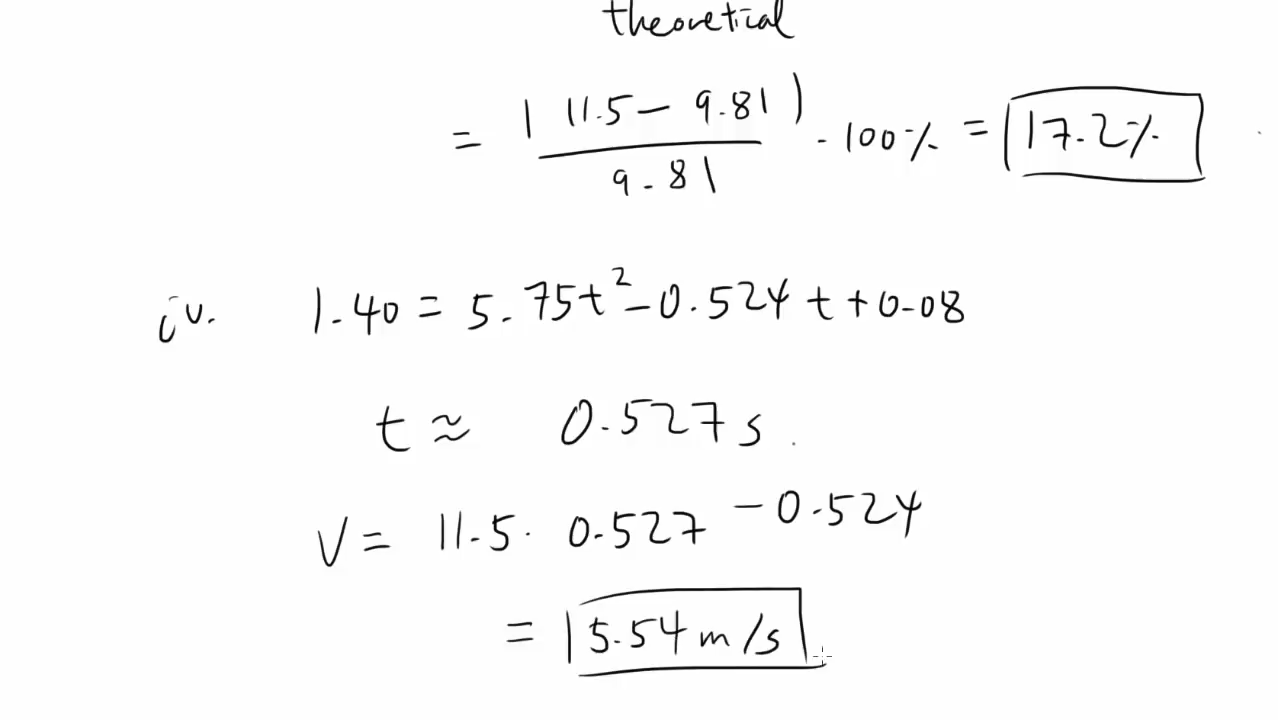 theoretical
= | 11.5 - 9.81 | / 9.81 · 100% = 17.2%
iv. 1.40 = 5.75t² - 0.524t + 0.08
t ≈ 0.527 s.
V = 11.5 · 0.527 - 0.524
= 5.54 m/s